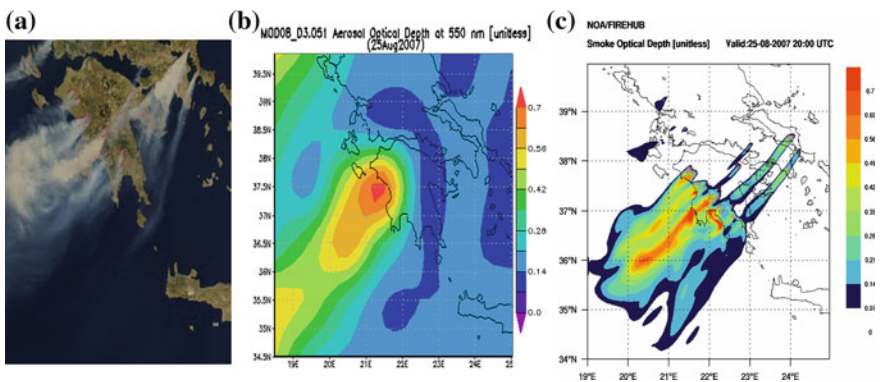 (a)
(b)
MOD08_D3.051 Aerosol Optical Depth at 550 nm [unitless]
(25Aug2007)
39.5N
39N
38.5N
38N
37.5N
37N
36.5N
36N
35.5N
35N
34.5N
19E
20E
21E
22E
23E
24E
0.7
0.56
0.42
0.28
0.14
0.0
(c)
NOA/FIREHUB
Smoke Optical Depth [unitless] Valid:25-08-2007 20:00 UTC
39°N
38°N
37°N
36°N
35°N
34°N
19°E
20°E
21°E
22°E
23°E
24°E
0.14
0